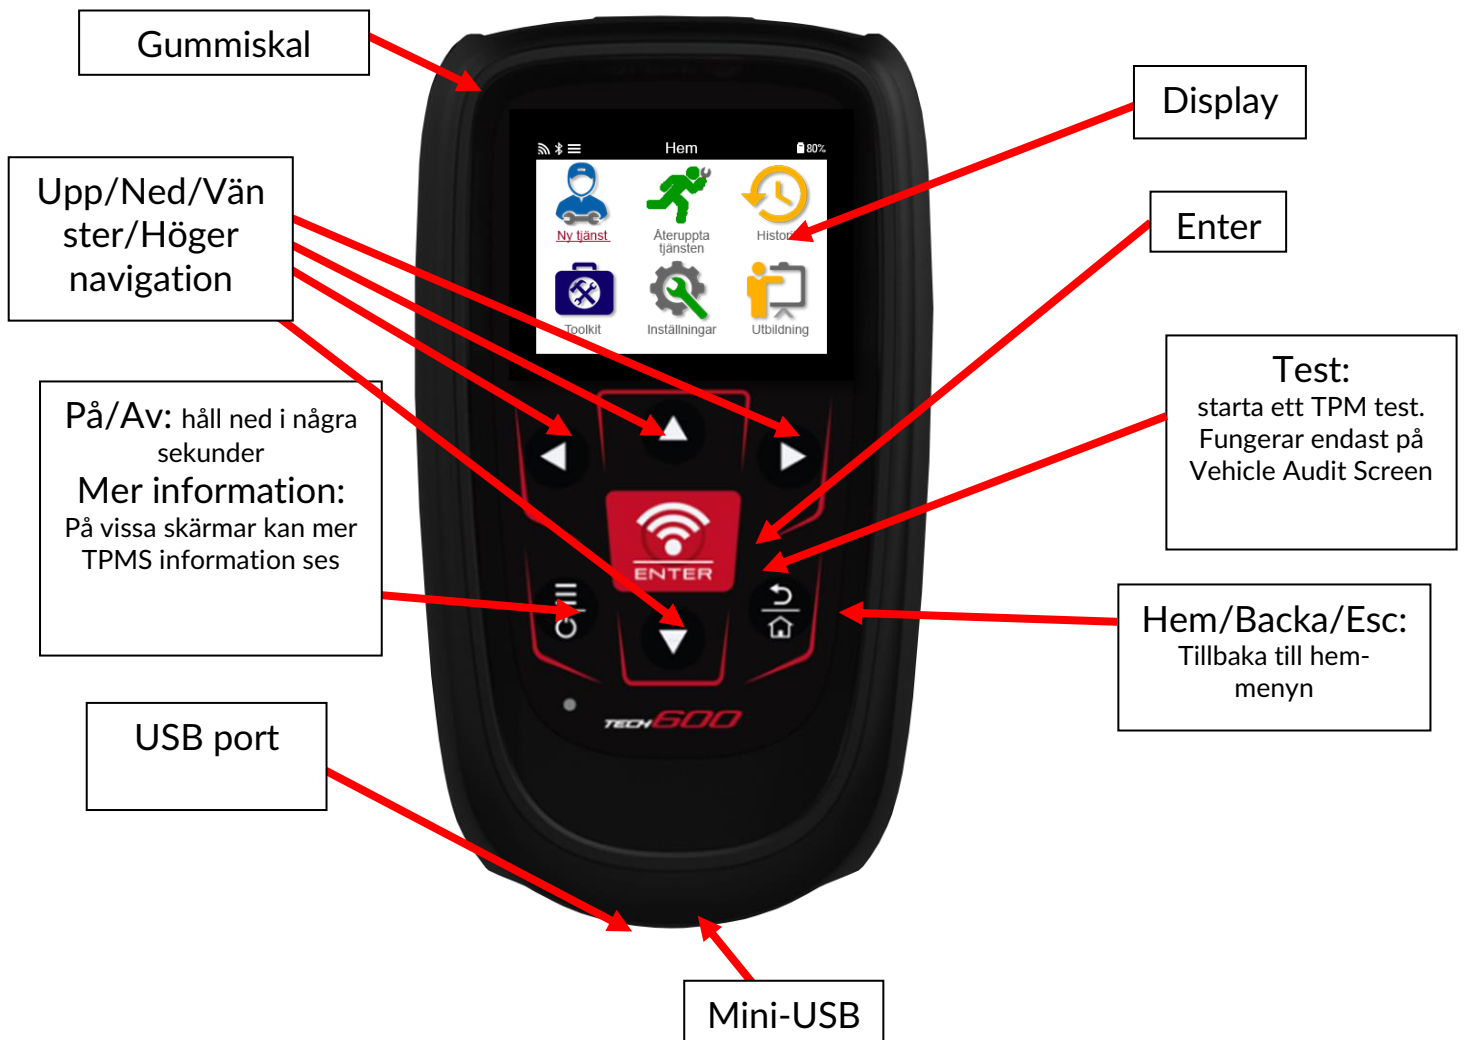 Gummiskal
Display
Upp/Ned/Vän
ster/Höger
navigation
Enter
Hem
80%
Ny tjänst
Återuppta
tjänsten
Toolkit
Inställningar
Utbildning
På/Av: håll ned i några
sekunder
Mer information:
På vissa skärmar kan mer
TPMS information ses
Test:
starta ett TPM test.
Fungerar endast på
Vehicle Audit Screen
ENTER
Hem/Backa/Esc:
Tillbaka till hem-
menyn
TECH600
USB port
Mini-USB